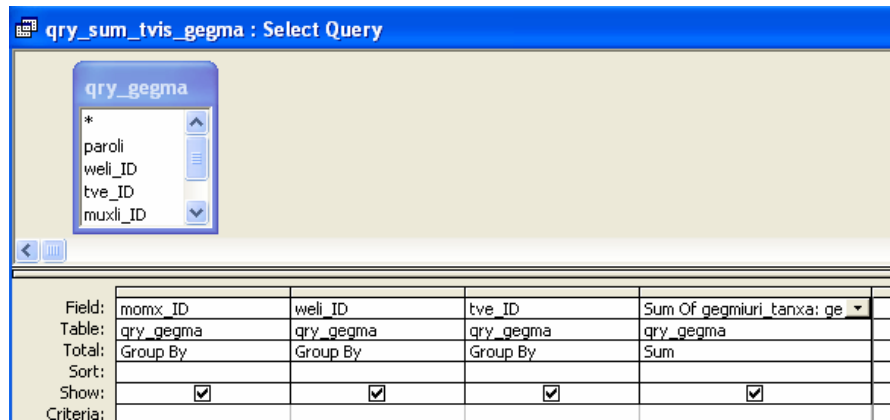 qry_sum_tvis_gegma : Select Query
qry_gegma
*
paroli
weli_ID
tve_ID
muxli_ID
Field: momx_ID weli_ID tve_ID Sum Of gegmiuri_tanxa: ge
Table: qry_gegma qry_gegma qry_gegma qry_gegma
Total: Group By Group By Group By Sum
Sort:
Show:
Criteria: